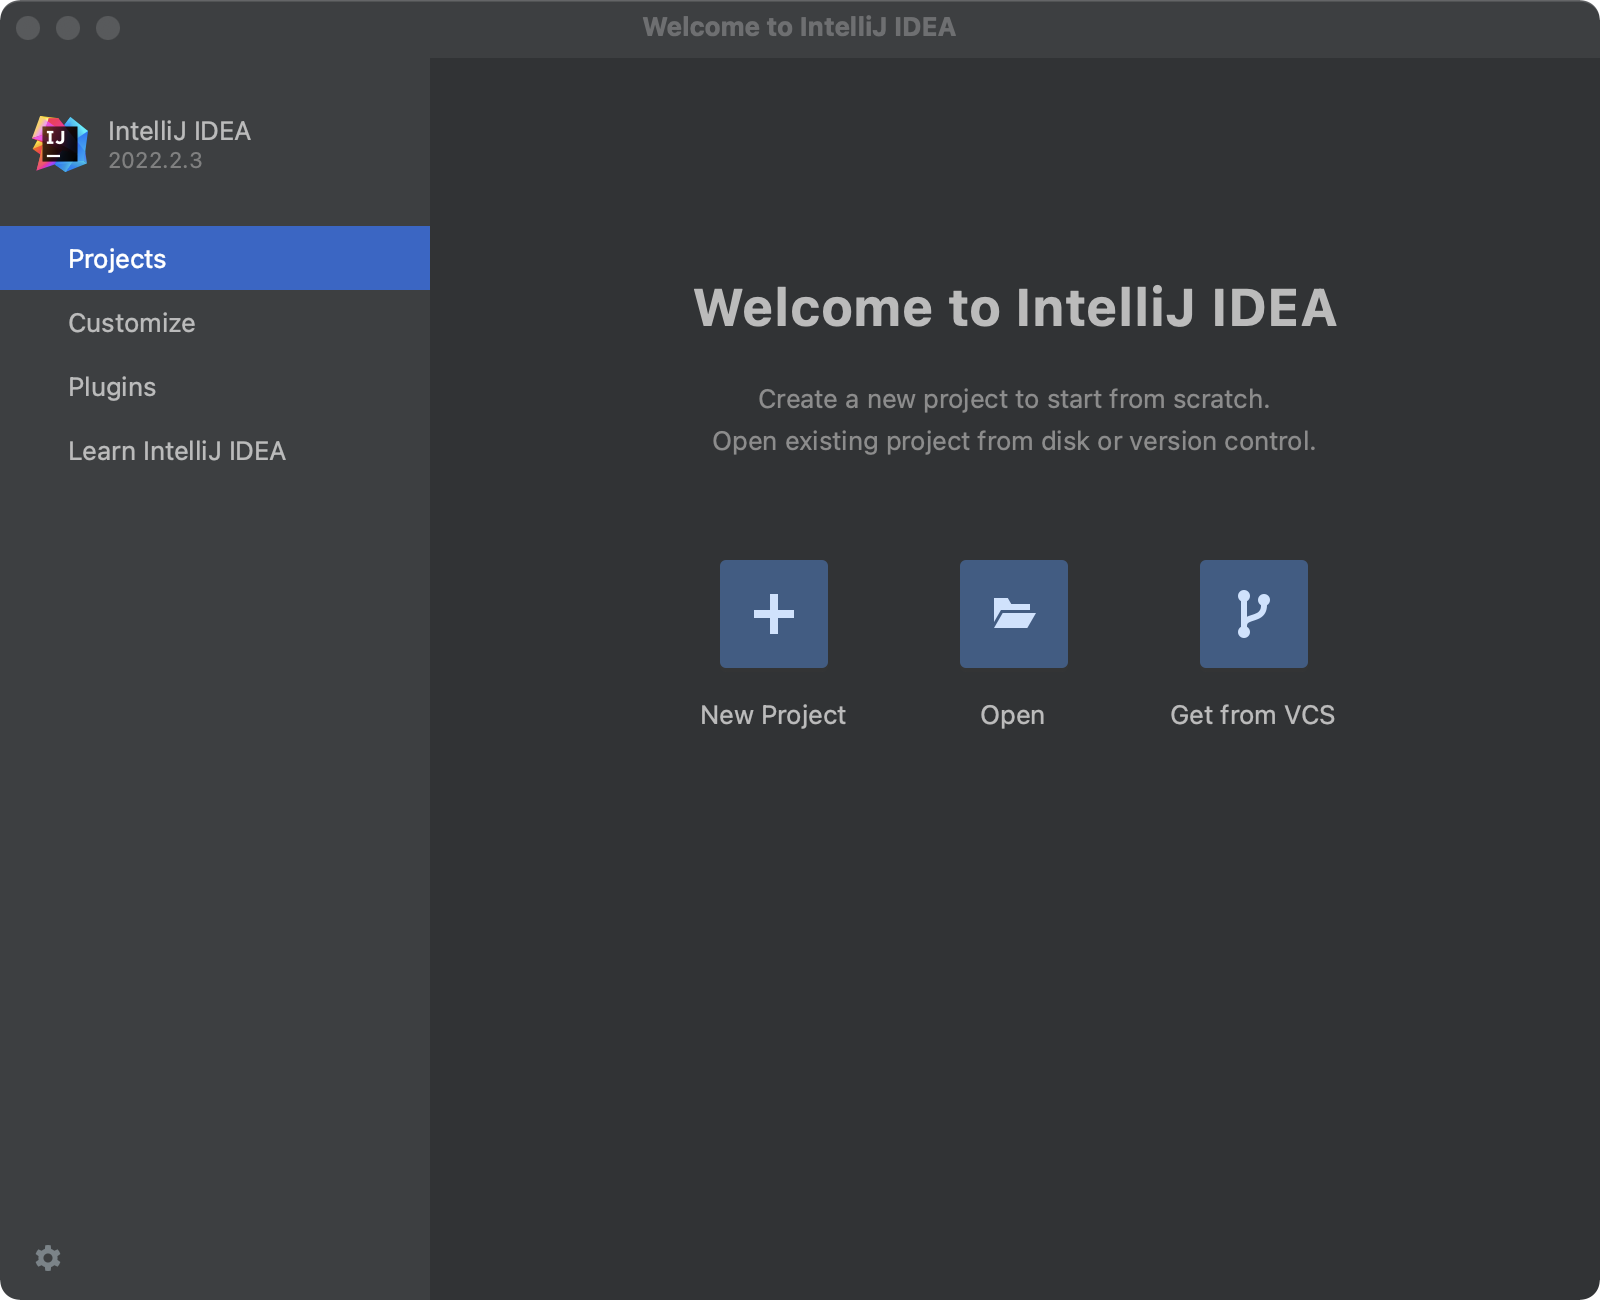 Welcome to IntelliJ IDEA
IJ
IntelliJ IDEA
2022.2.3
Projects
Customize
Plugins
Learn IntelliJ IDEA
Welcome to IntelliJ IDEA
Create a new project to start from scratch.
Open existing project from disk or version control.
New Project
Open
Get from VCS